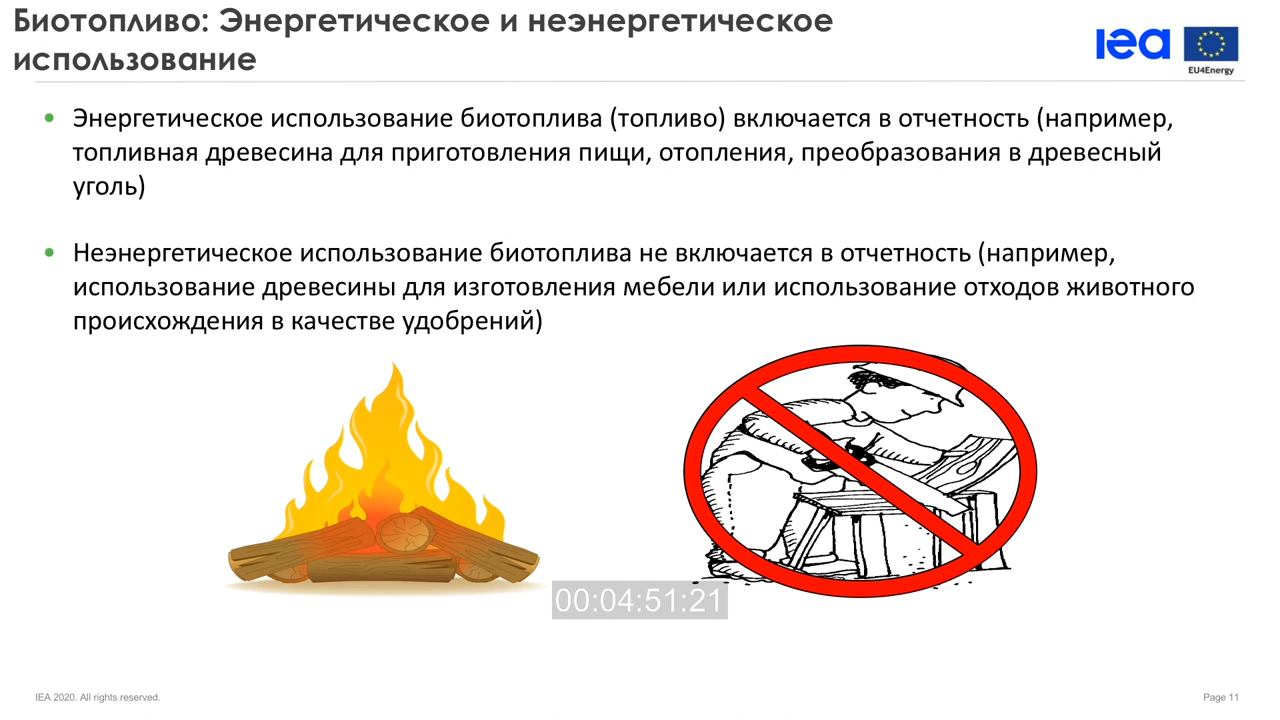 Биотопливо: Энергетическое и неэнергетическое
использование
iea
EU4Energy
• Энергетическое использование биотоплива (топливо) включается в отчетность (например,
топливная древесина для приготовления пищи, отопления, преобразования в древесный
уголь)
• Неэнергетическое использование биотоплива не включается в отчетность (например,
использование древесины для изготовления мебели или использование отходов животного
происхождения в качестве удобрений)
00:04:51:21
IEA 2020. All rights reserved.
Page 11